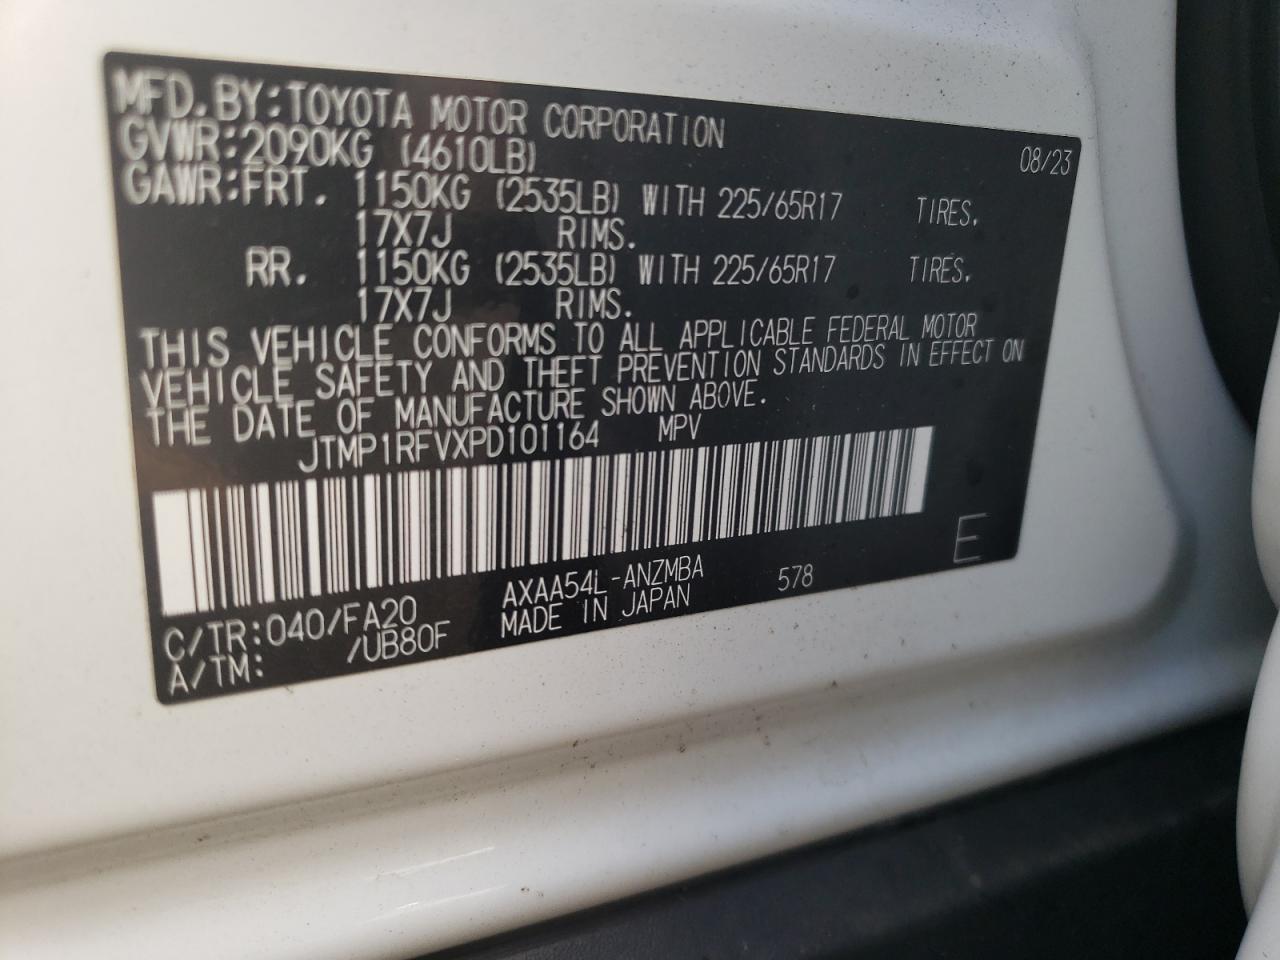 MFD.BY:TOYOTA MOTOR CORPORATION 08/23
GVWR:2090KG (4610LB)
GAWR:FRT. 1150KG (2535LB) WITH 225/65R17 TIRES.
17X7J RIMS.
RR. 1150KG (2535LB) WITH 225/65R17 TIRES.
17X7J RIMS.
THIS VEHICLE CONFORMS TO ALL APPLICABLE FEDERAL MOTOR
VEHICLE SAFETY AND THEFT PREVENTION STANDARDS IN EFFECT ON
THE DATE OF MANUFACTURE SHOWN ABOVE.
JTMP1RFVXPD101164 MPV
E
C/TR:040/FA20 AXAA54L-ANZMBA 578
A/TM: /UB80F MADE IN JAPAN